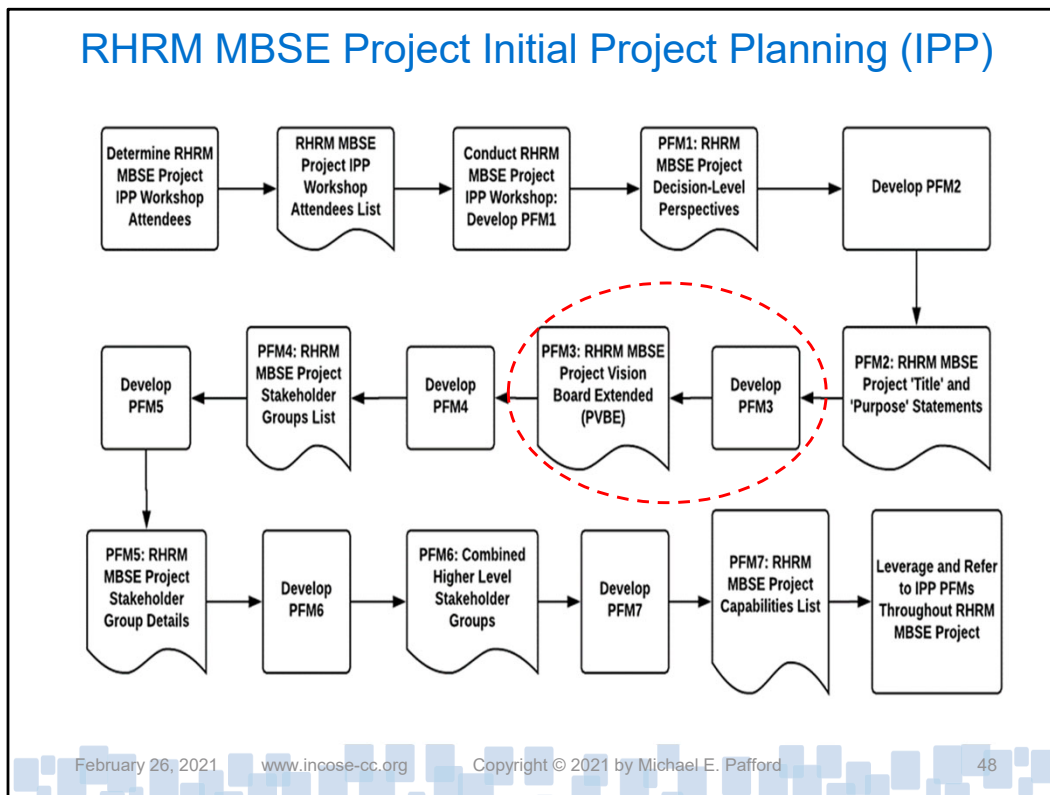 RHRM MBSE Project Initial Project Planning (IPP)
Determine RHRM
MBSE Project
IPP Workshop
Attendees
RHRM MBSE
Project IPP
Workshop
Attendees List
Conduct RHRM
MBSE Project
IPP Workshop:
Develop PFM1
PFM1: RHRM
MBSE Project
Decision-Level
Perspectives
Develop PFM2
PFM2: RHRM MBSE
Project 'Title' and
'Purpose' Statements
Develop
PFM3
PFM3: RHRM MBSE
Project Vision
Board Extended
(PVBE)
Develop
PFM4
PFM4: RHRM
MBSE Project
Stakeholder
Groups List
Develop
PFM5
PFM5: RHRM
MBSE Project
Stakeholder
Group Details
Develop
PFM6
PFM6: Combined
Higher Level
Stakeholder
Groups
Develop
PFM7
PFM7: RHRM
MBSE Project
Capabilities List
Leverage and Refer
to IPP PFMs
Throughout RHRM
MBSE Project
February 26, 2021 www.incose-cc.org Copyright © 2021 by Michael E. Pafford 48